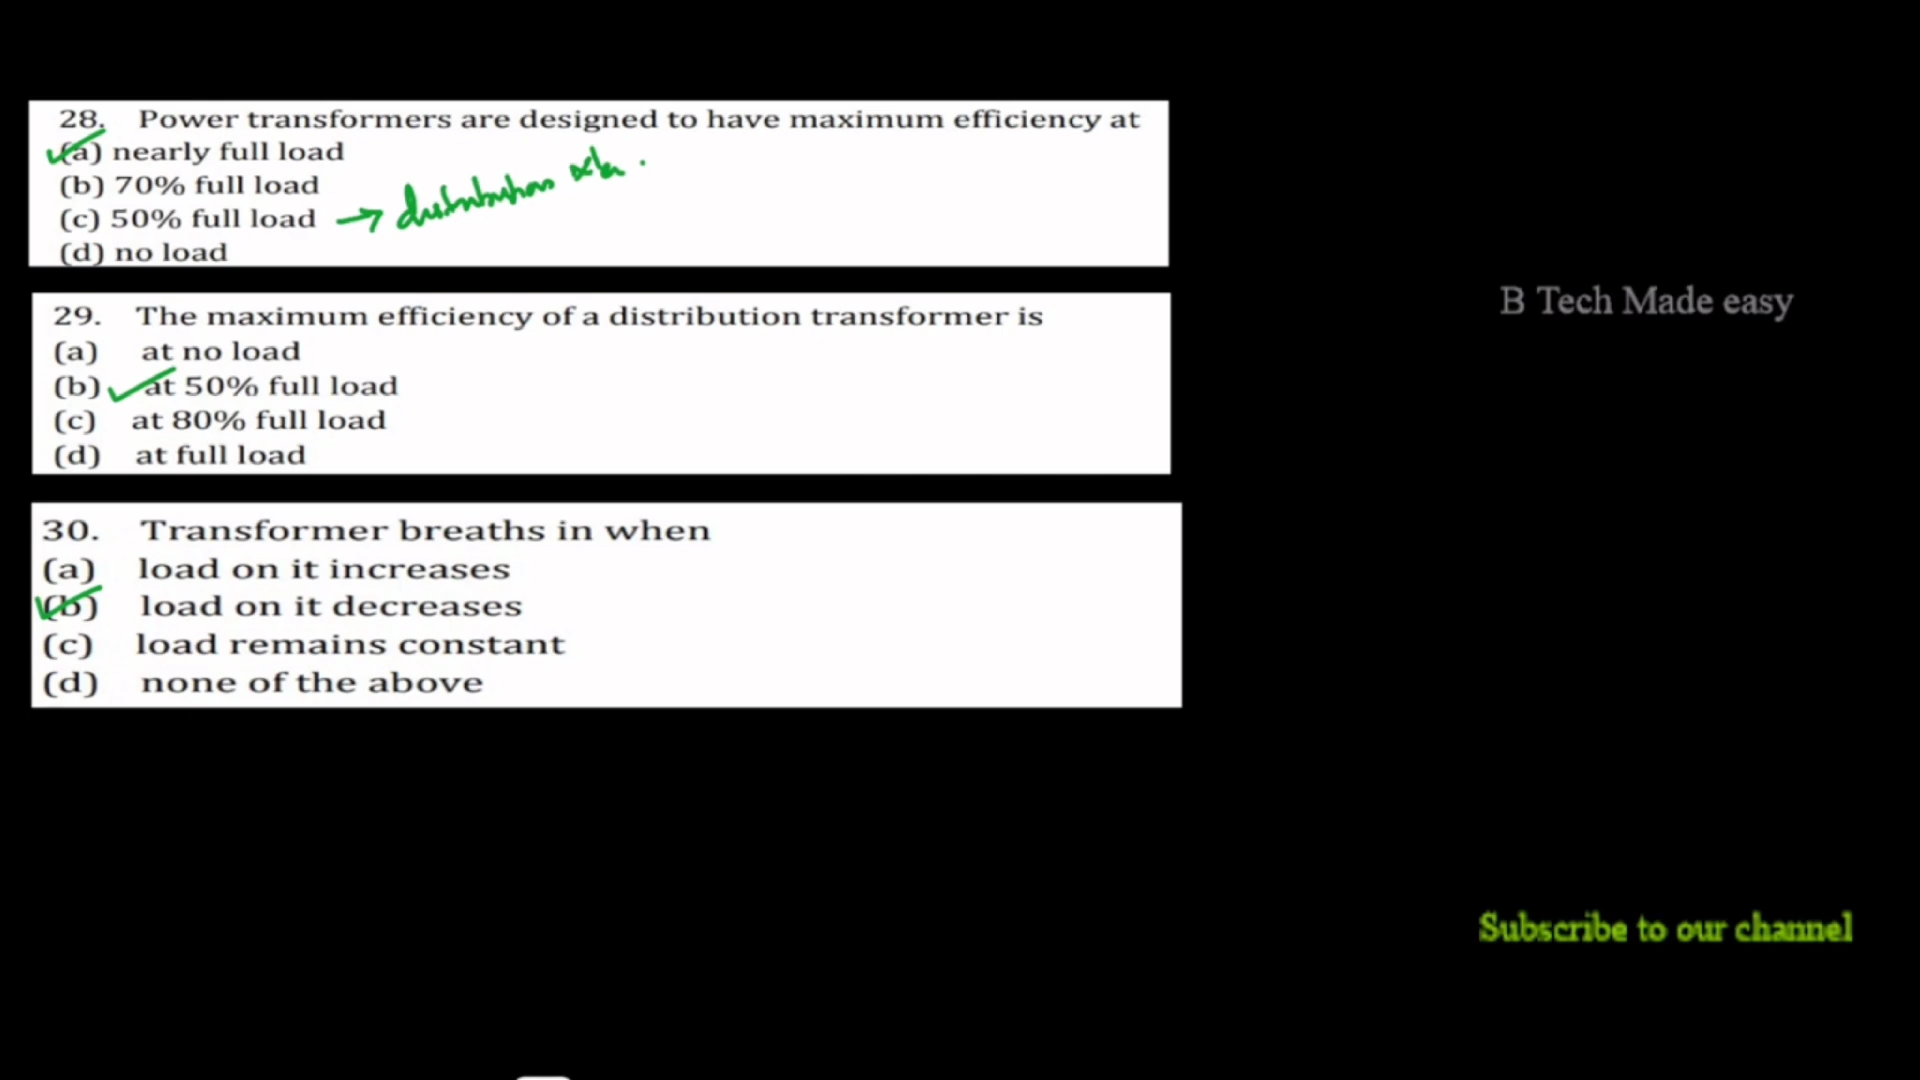 28. Power transformers are designed to have maximum efficiency at
(a) nearly full load
(b) 70% full load
(c) 50% full load → distribution xfr.
(d) no load
29. The maximum efficiency of a distribution transformer is
(a) at no load
(b) at 50% full load
(c) at 80% full load
(d) at full load
30. Transformer breaths in when
(a) load on it increases
(b) load on it decreases
(c) load remains constant
(d) none of the above
B Tech Made easy
Subscribe to our channel